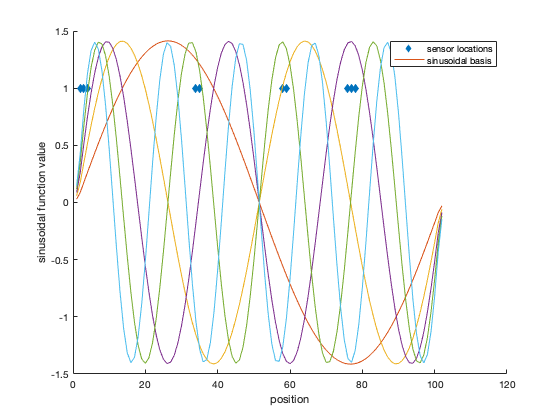 1.5
sensor locations
sinusoidal basis
1
0.5
sinusoidal function value
0
-0.5
-1
-1.5
0 20 40 60 80 100 120
position